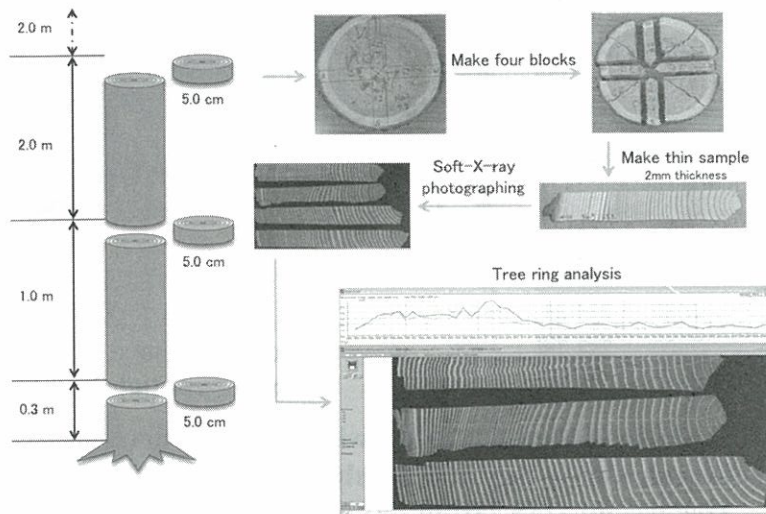 2.0 m
5.0 cm
2.0 m
Make four blocks
Make thin sample
2mm thickness
Soft-X-ray
photographing
5.0 cm
1.0 m
Tree ring analysis
0.3 m
5.0 cm